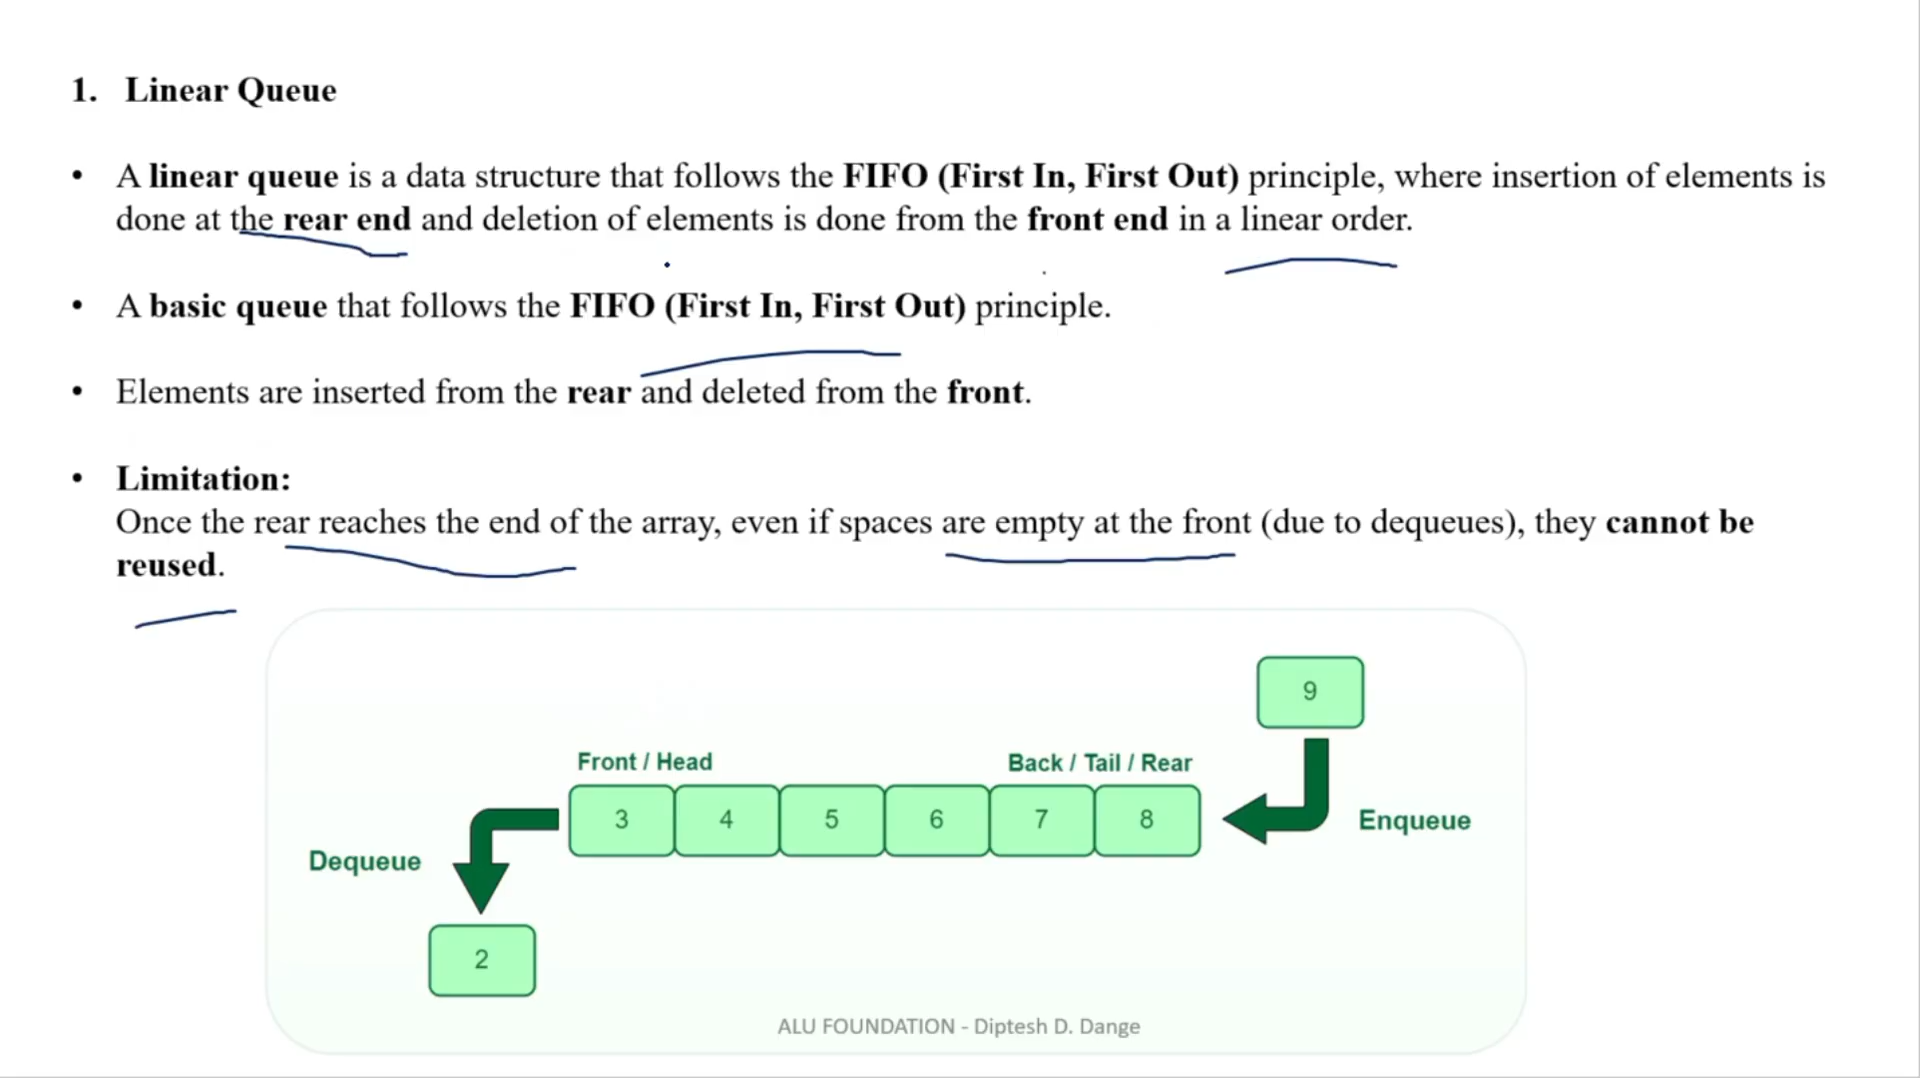 1. Linear Queue
• A linear queue is a data structure that follows the FIFO (First In, First Out) principle, where insertion of elements is
done at the rear end and deletion of elements is done from the front end in a linear order.
• A basic queue that follows the FIFO (First In, First Out) principle.
• Elements are inserted from the rear and deleted from the front.
• Limitation:
Once the rear reaches the end of the array, even if spaces are empty at the front (due to dequeues), they cannot be
reused.
9
Front / Head
Back / Tail / Rear
3 4 5 6 7 8
Enqueue
Dequeue
2
ALU FOUNDATION - Diptesh D. Dange